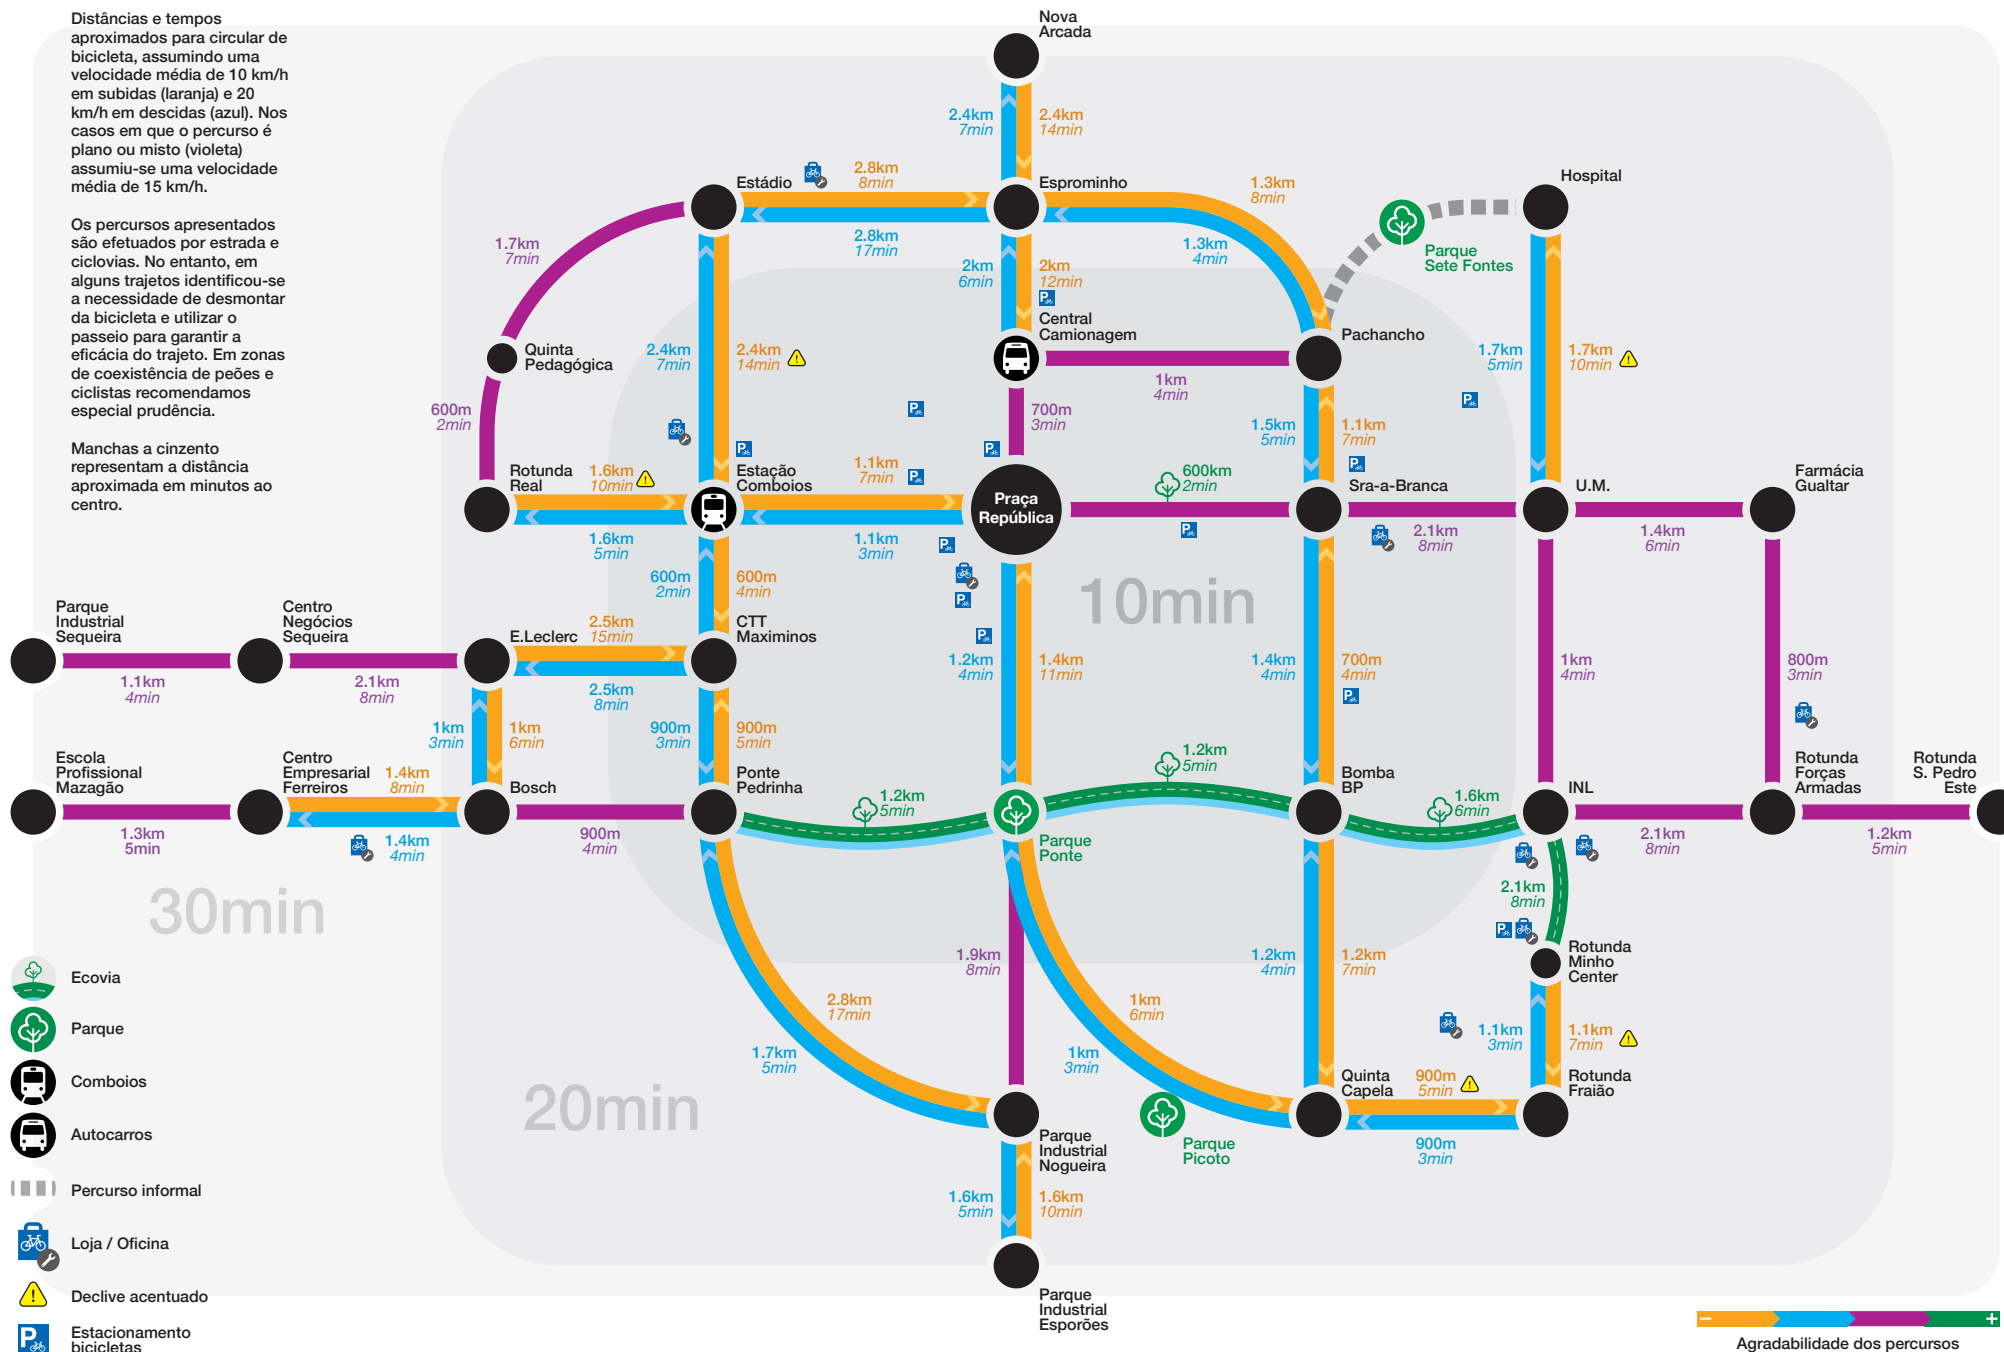 Distâncias e tempos
aproximados para circular de
bicicleta, assumindo uma
velocidade média de 10 km/h
em subidas (laranja) e 20
km/h em descidas (azul). Nos
casos em que o percurso é
plano ou misto (violeta)
assumiu-se uma velocidade
média de 15 km/h.
Os percursos apresentados
são efetuados por estrada e
ciclovias. No entanto, em
alguns trajetos identificou-se
a necessidade de desmontar
da bicicleta e utilizar o
passeio para garantir a
eficácia do trajeto. Em zonas
de coexistência de peões e
ciclistas recomendamos
especial prudência.
Manchas a cinzento
representam a distância
aproximada em minutos ao
centro.
Nova
Arcada
2.4km
7min
2.4km
14min
Estádio
2.8km
8min
Esprominho
1.3km
8min
Hospital
2.8km
17min
1.3km
4min
Parque
Sete Fontes
1.7km
7min
2km
6min
2km
12min
Central
Camionagem
Pachancho
Quinta
Pedagógica
2.4km
7min
2.4km
14min
1.7km
5min
1.7km
10min
1km
4min
600m
2min
700m
3min
1.5km
5min
1.1km
7min
Rotunda
Real
1.6km
10min
Estação
Comboios
1.1km
7min
Praça
República
600km
2min
Sra-a-Branca
U.M.
Farmácia
Gualtar
1.6km
5min
1.1km
3min
2.1km
8min
1.4km
6min
600m
2min
600m
4min
10min
Parque
Industrial
Sequeira
Centro
Negócios
Sequeira
E.Leclerc
2.5km
15min
CTT
Maximinos
1.1km
4min
2.1km
8min
2.5km
8min
1.2km
4min
1.4km
11min
1.4km
4min
700m
4min
1km
4min
800m
3min
1km
3min
1km
6min
900m
3min
900m
5min
Escola
Profissional
Mazagão
Centro
Empresarial
Ferreiros
1.4km
8min
Bosch
Ponte
Pedrinha
1.2km
5min
1.2km
5min
Bomba
BP
1.6km
6min
INL
Rotunda
Forças
Armadas
Rotunda
S. Pedro
Este
1.3km
5min
1.4km
4min
900m
4min
Parque
Ponte
2.1km
8min
1.2km
5min
30min
2.1km
8min
Rotunda
Minho
Center
1.9km
8min
1.2km
4min
1.2km
7min
2.8km
17min
1km
6min
1.7km
5min
1km
3min
1.1km
3min
1.1km
7min
20min
Quinta
Capela
900m
5min
Rotunda
Fraião
Parque
Industrial
Nogueira
Parque
Picoto
900m
3min
1.6km
5min
1.6km
10min
Parque
Industrial
Esporões
Ecovia
Parque
Comboios
Autocarros
Percurso informal
Loja / Oficina
Declive acentuado
P
Estacionamento
bicicletas
Agradabilidade dos percursos